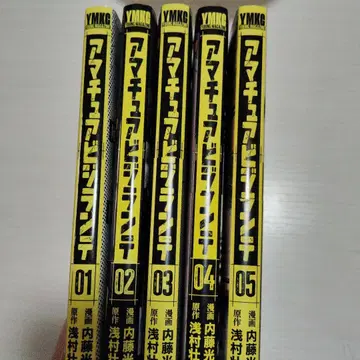 YMKG
アマチュアビジランテ
01
漫画 内藤光
原作 浅村壮
YMKG
アマチュアビジランテ
02
漫画 内藤光
原作 浅村壮
YMKG
アマチュアビジランテ
03
漫画 内藤光
原作 浅村壮
YMKG
アマチュアビジランテ
04
漫画 内藤光
原作 浅村壮
YMKG
アマチュアビジランテ
05
漫画 内藤光
原作 浅村壮